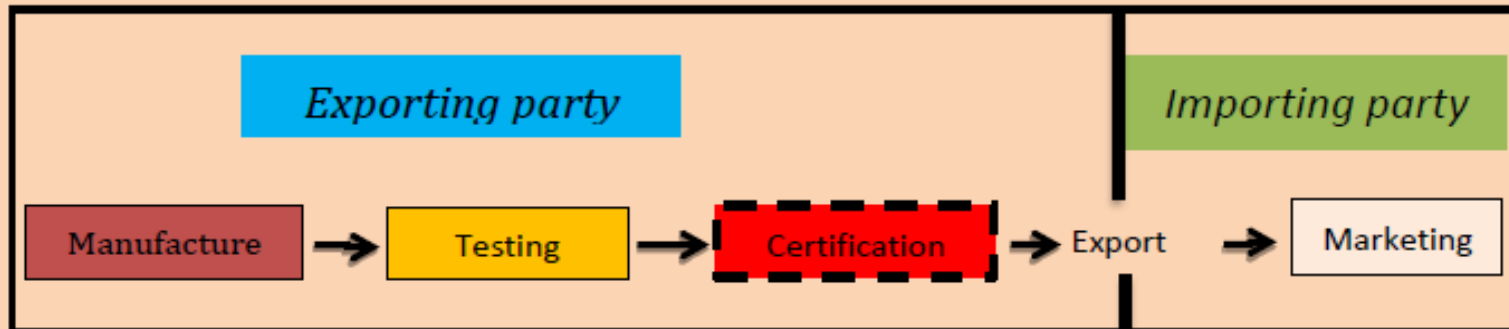 Exporting party
Importing party
Manufacture
Testing
Certification
Export
Marketing